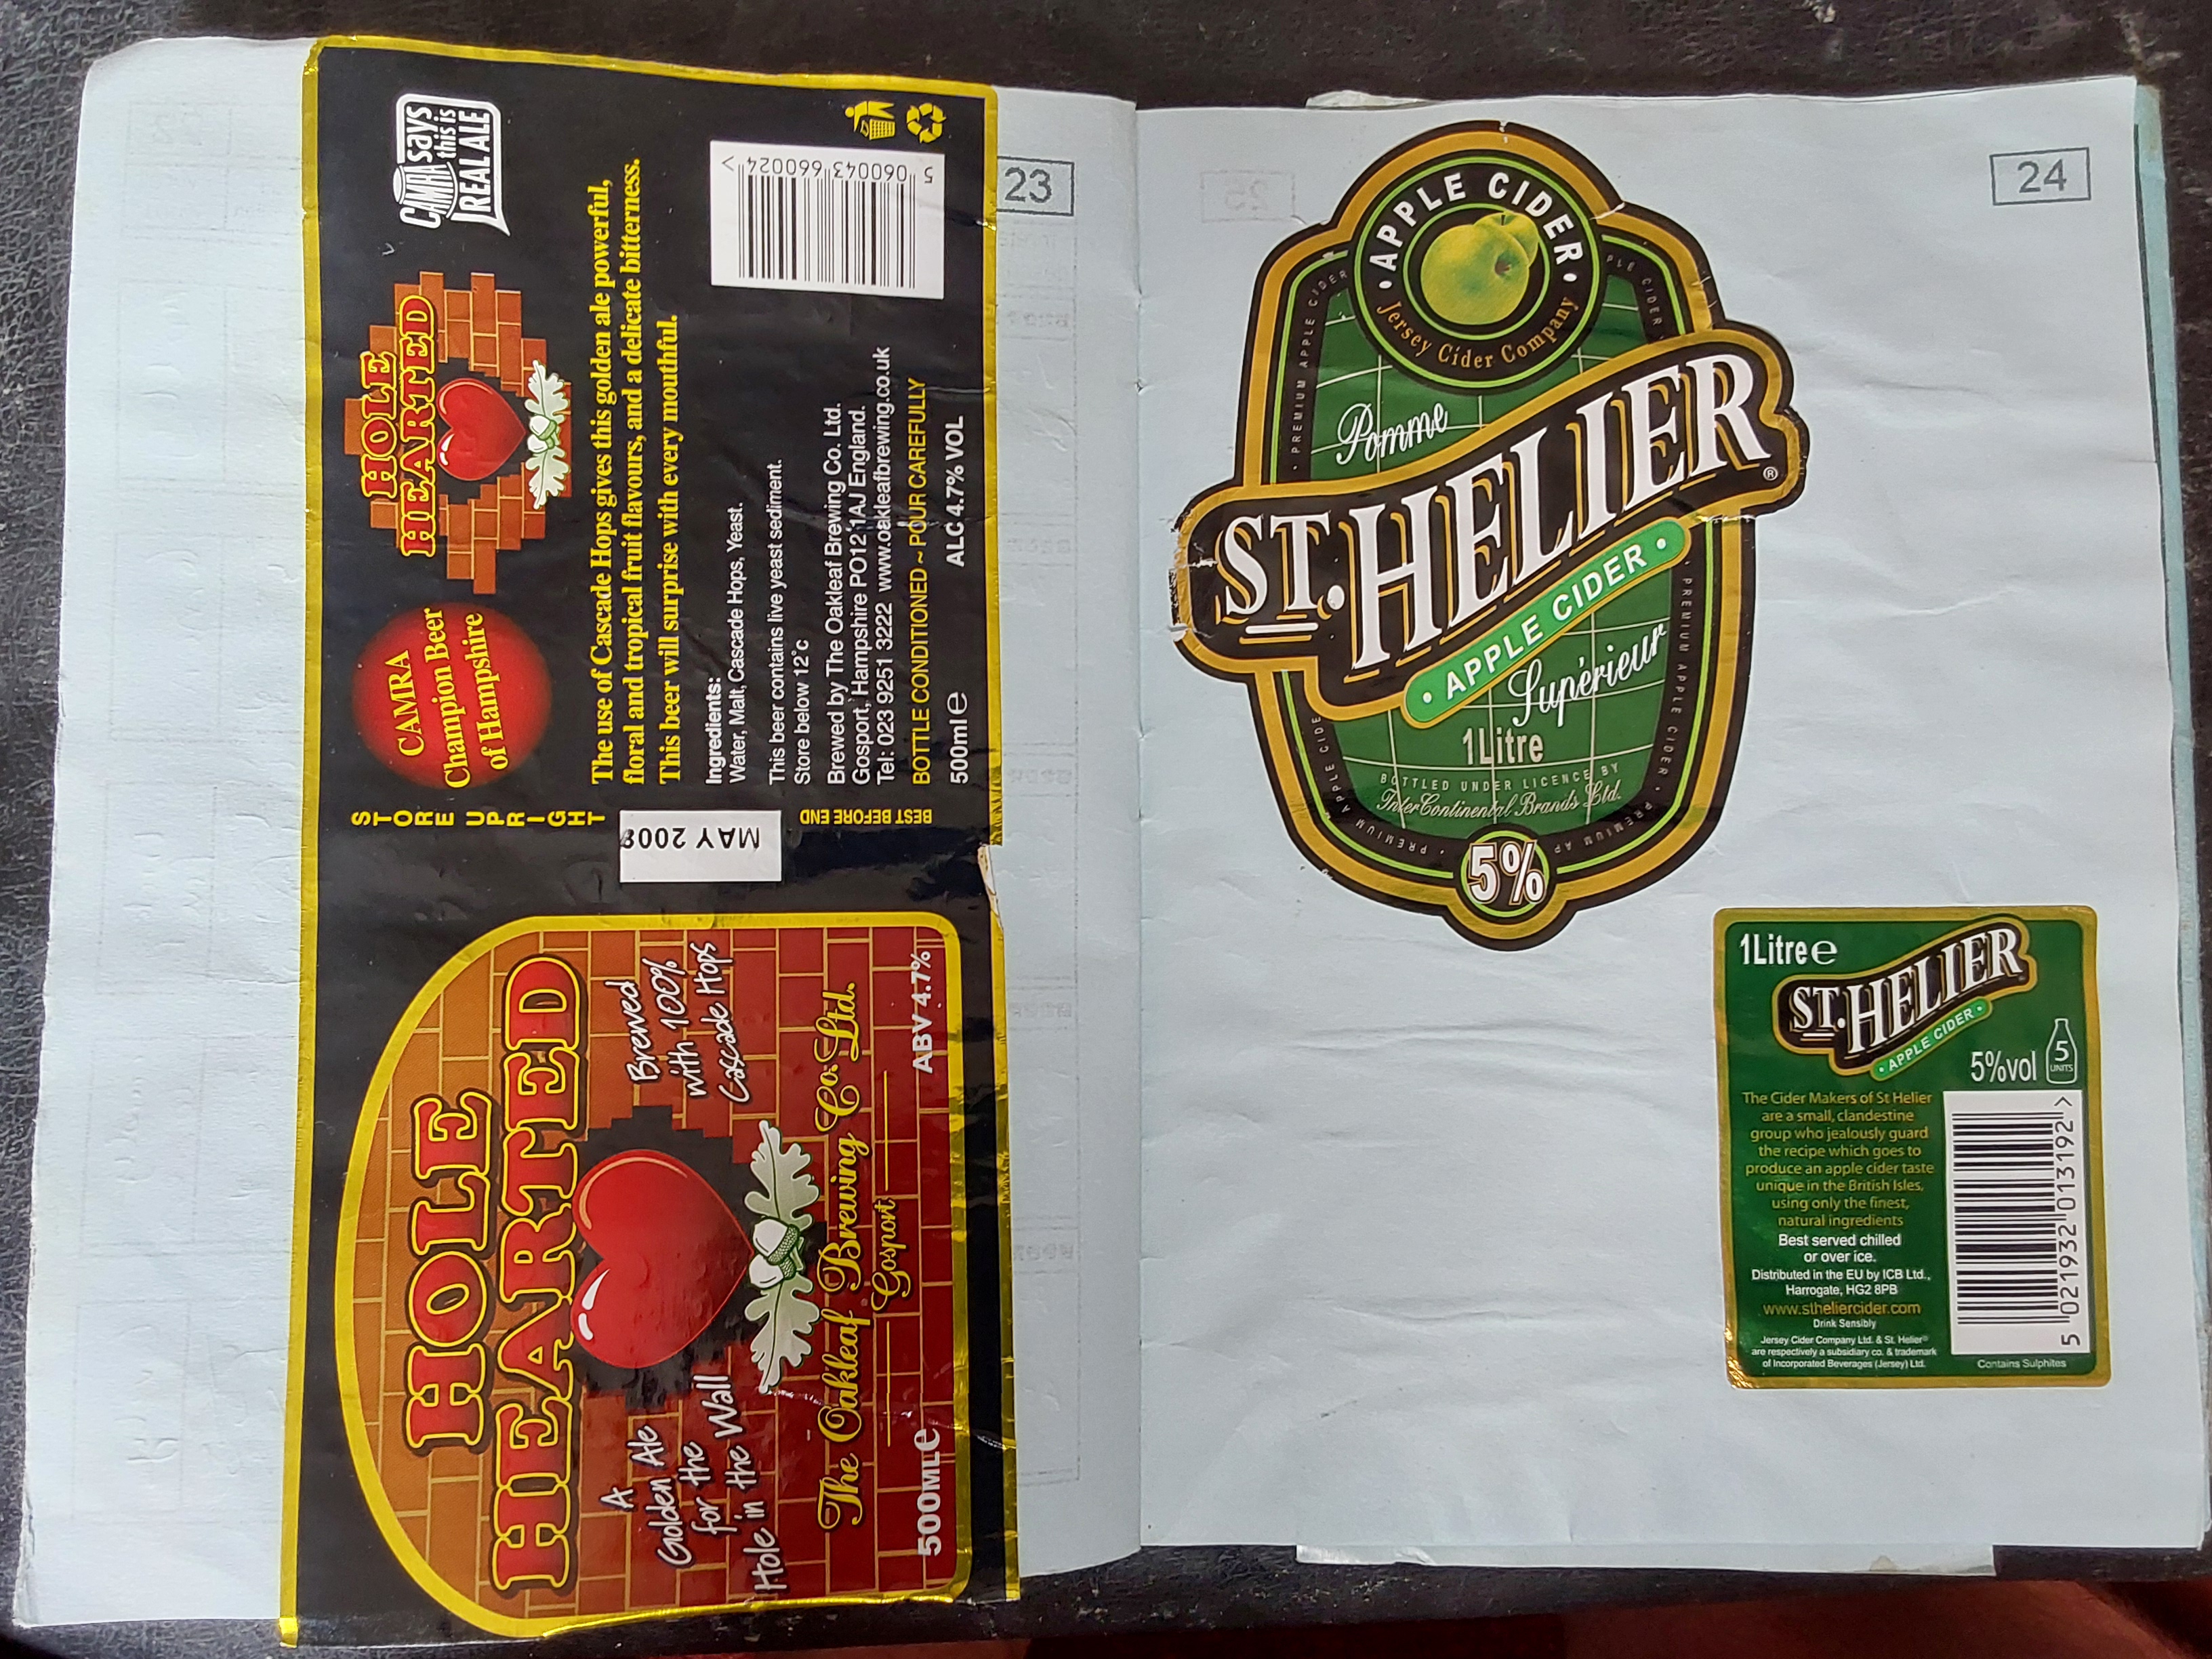 23
HOLE
HEARTED
A
Golden Ale
for the
Hole in the Wall
Brewed
with 100%
Cascade Hops
The Oakleaf Brewing Co. Ltd.
Gosport
500MLe
ABV 4.7%
STORE UPRIGHT
MAY 2008
BEST BEFORE END
CAMRA
Champion Beer
of Hampshire
HOLE
HEARTED
CAMRA says
this is
REAL ALE
The use of Cascade Hops gives this golden ale powerful,
floral and tropical fruit flavours, and a delicate bitterness.
This beer will surprise with every mouthful.
Ingredients:
Water, Malt, Cascade Hops, Yeast.
This beer contains live yeast sediment.
Store below 12°c
Brewed by The Oakleaf Brewing Co. Ltd.
Gosport, Hampshire PO12 1AJ England.
Tel: 023 9251 3222 www.oakleafbrewing.co.uk
BOTTLE CONDITIONED ~ POUR CAREFULLY
500ml e
ALC 4.7% VOL
5 060043 660024 >
24
• APPLE CIDER •
Jersey Cider Company
Pomme
ST. HELIER®
• APPLE CIDER •
Supérieur
1Litre
BOTTLED UNDER LICENCE BY
InterContinental Brands Ltd.
5%
• PREMIUM APPLE CIDER
• PREMIUM APPLE CIDER •
1Litre e
ST. HELIER
• APPLE CIDER •
5%vol
5
UNITS
The Cider Makers of St Helier
are a small, clandestine
group who jealously guard
the recipe which goes to
produce an apple cider taste
unique in the British Isles,
using only the finest,
natural ingredients
Best served chilled
or over ice.
Distributed in the EU by ICB Ltd.,
Harrogate, HG2 8PB
www.stheliercider.com
Drink Sensibly
Jersey Cider Company Ltd. & St. Helier®
are respectively a subsidiary co. & trademark
of Incorporated Beverages (Jersey) Ltd.
5 021932 013192 >
Contains Sulphites